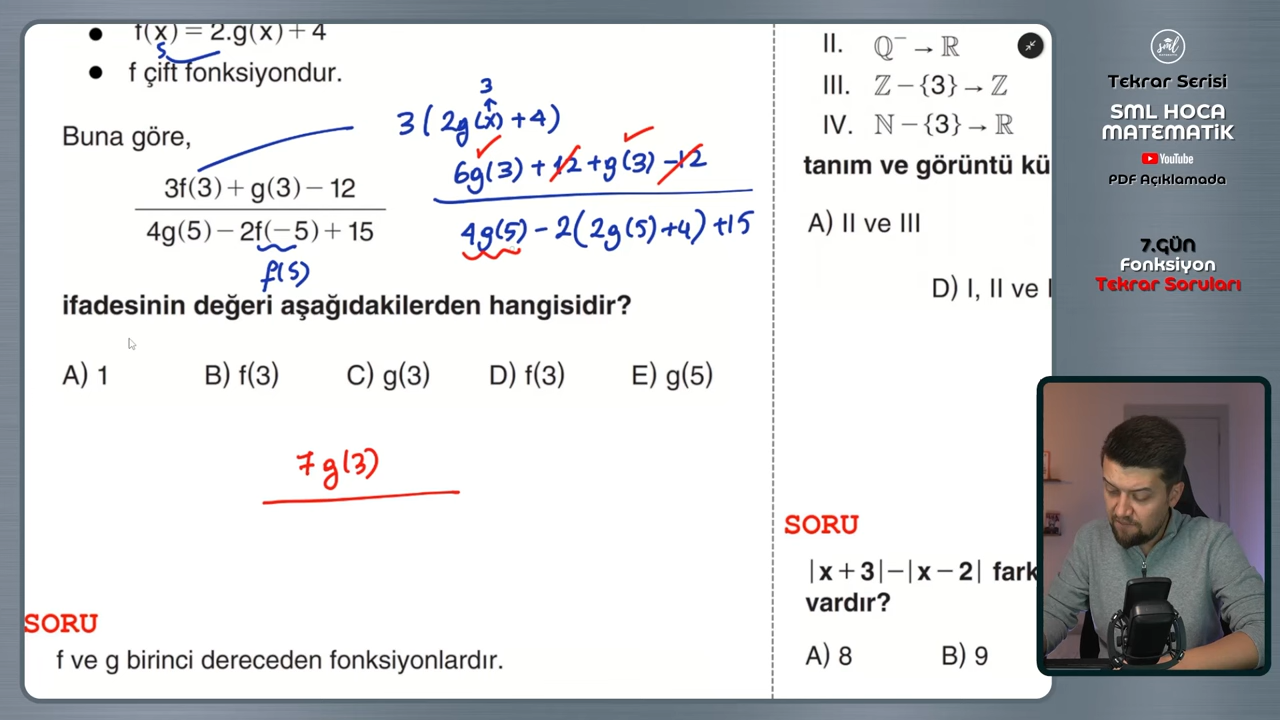 • f(x) = 2.g(x) + 4
5
• f çift fonksiyondur.
Buna göre,
3f(3) + g(3) − 12
4g(5) − 2f(−5) + 15
f(5)
3
3(2g(x) + 4)
6g(3) + 12 + g(3) − 12
4g(5) − 2(2g(5) + 4) + 15
ifadesinin değeri aşağıdakilerden hangisidir?
A) 1 B) f(3) C) g(3) D) f(3) E) g(5)
7g(3)
SORU
f ve g birinci dereceden fonksiyonlardır.
II. ℚ⁻ → ℝ
III. ℤ − {3} → ℤ
IV. ℕ − {3} → ℝ
tanım ve görüntü kü
A) II ve III
D) I, II ve I
SORU
|x + 3| − |x − 2| fark
vardır?
A) 8 B) 9
sml
Tekrar Serisi
SML HOCA
MATEMATİK
YouTube
PDF Açıklamada
7.GÜN
Fonksiyon
Tekrar Soruları